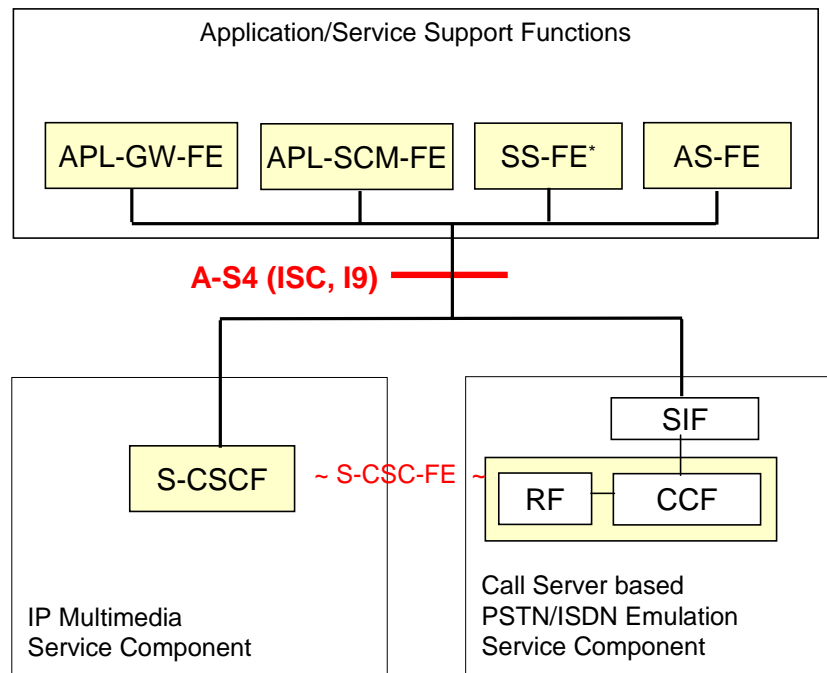 Application/Service Support Functions
APL-GW-FE
APL-SCM-FE
SS-FE*
AS-FE
A-S4 (ISC, I9)
SIF
S-CSCF
~ S-CSC-FE ~
RF
CCF
IP Multimedia
Service Component
Call Server based
PSTN/ISDN Emulation
Service Component